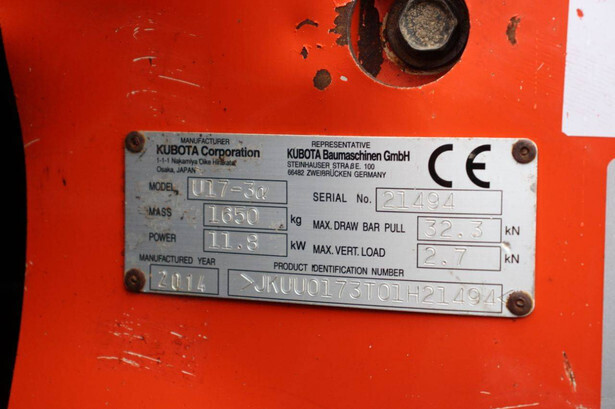 MANUFACTURER
KUBOTA Corporation
1-1-1 Nakamiya Oike Hirakata
Osaka, JAPAN
REPRESENTATIVE
KUBOTA Baumaschinen GmbH
STEINHAUSER STRAßE. 100
66482 ZWEIBRÜCKEN GERMANY
CE
MODEL U17-3α
SERIAL No. 21494
MASS 1650 kg
MAX. DRAW BAR PULL 32.3 kN
POWER 11.8 kW
MAX. VERT. LOAD 2.7 kN
MANUFACTURED YEAR
2014
PRODUCT IDENTIFICATION NUMBER
>JKUU0173T01H21494<